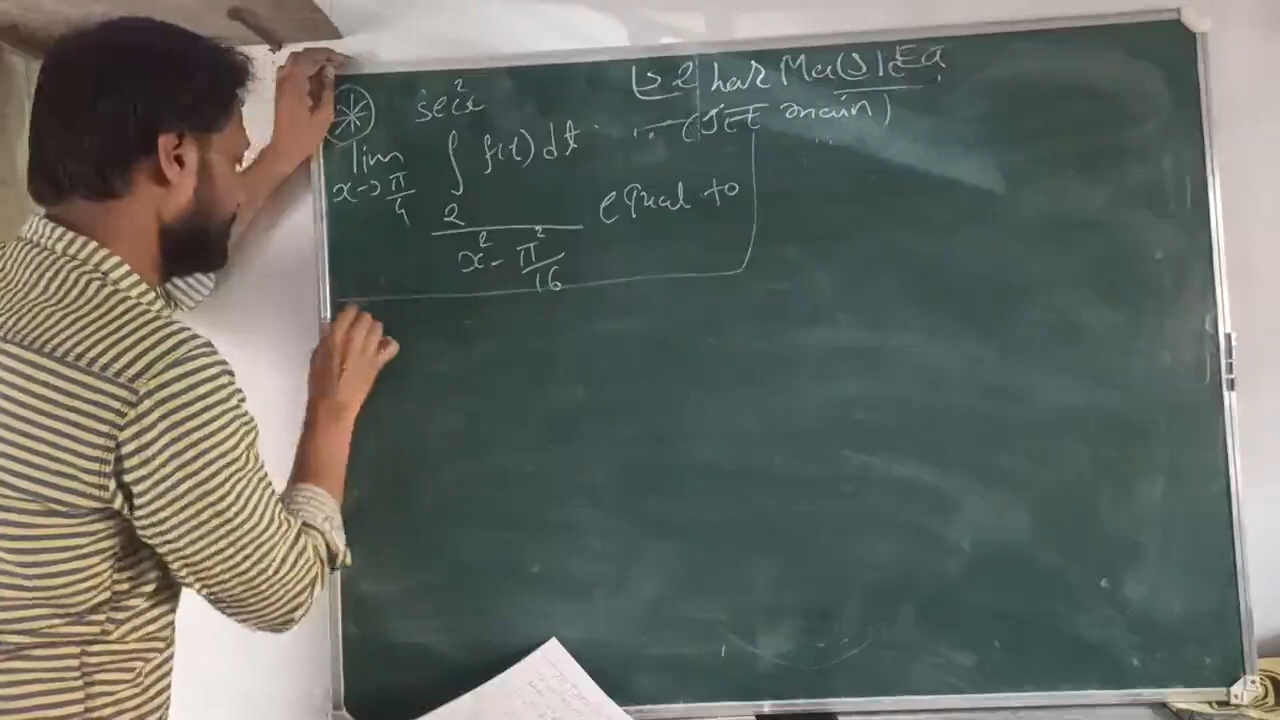 lim x→π/4 ∫₂^{sec²x} f(t) dt / (x² - π²/16) equal to
(JEE main)